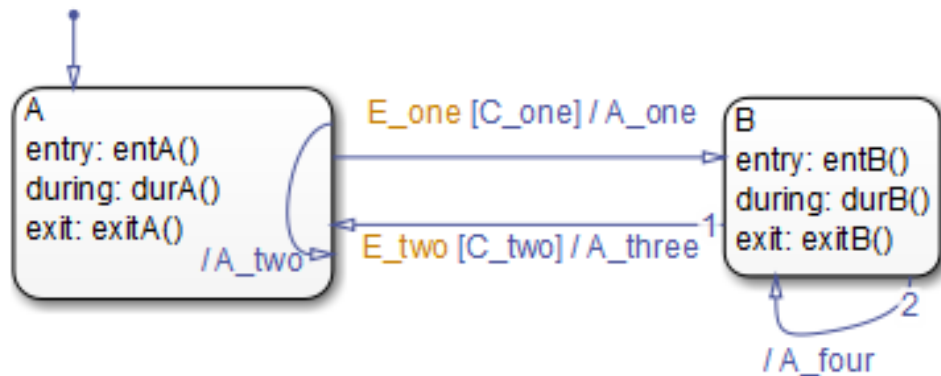 A
entry: entA()
during: durA()
exit: exitA()
/ A_two
E_one [C_one] / A_one
1
E_two [C_two] / A_three
B
entry: entB()
during: durB()
exit: exitB()
2
/ A_four